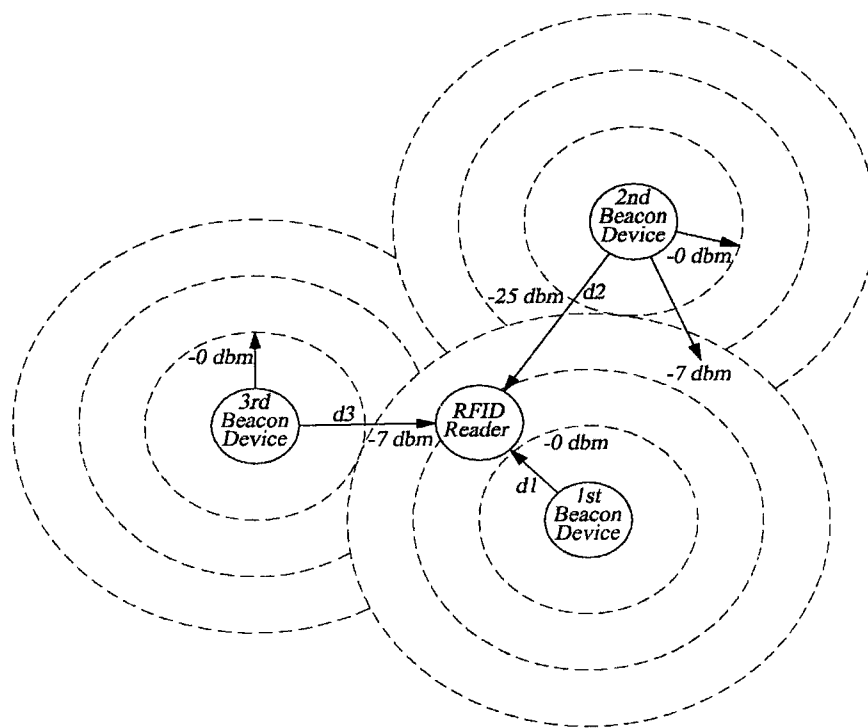 2nd
Beacon
Device
-0 dbm
-25 dbm
d2
-7 dbm
-0 dbm
3rd
Beacon
Device
d3
-7 dbm
RFID
Reader
-0 dbm
d1
1st
Beacon
Device